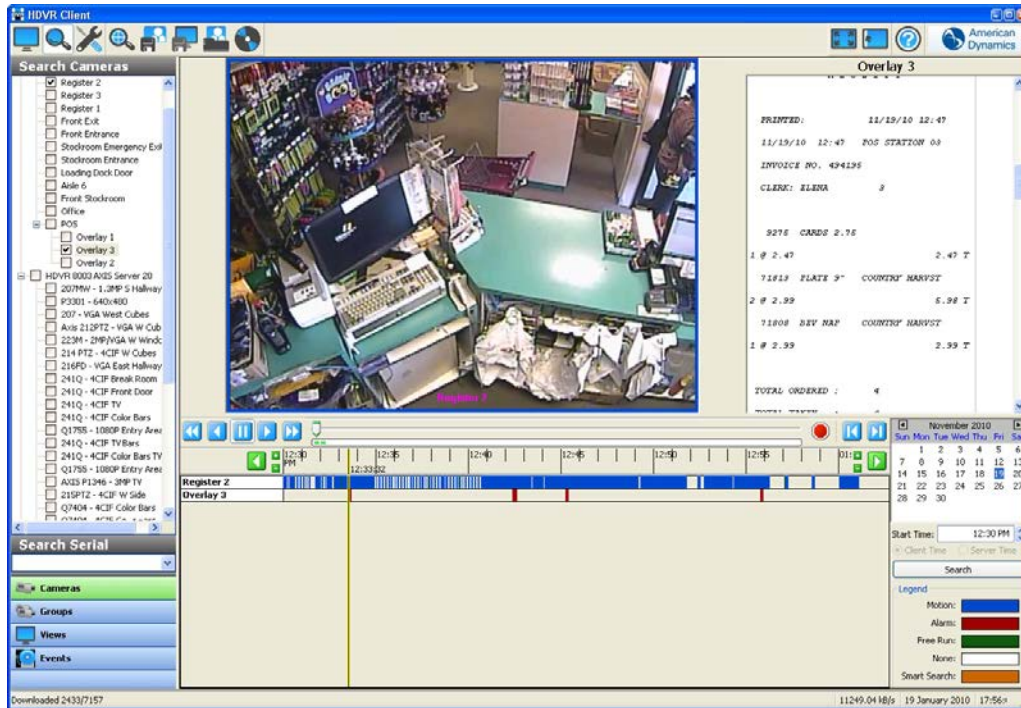 HDVR Client
American
Dynamics
Search Cameras
Register 2
Register 3
Register 1
Front Exit
Front Entrance
Stockroom Emergency Exit
Stockroom Entrance
Loading Dock Door
Aisle 6
Front Stockroom
Office
POS
Overlay 1
Overlay 3
Overlay 2
HDVR 8003 AXIS Server 20
207MW - 1.3MP S Hallway
P3301 - 640x480
207 - VGA West Cubes
Axis 212PTZ - VGA W Cub
223M - 2MP/VGA W Windo
214 PTZ - 4CIF W Cubes
216FD - VGA East Hallway
241Q - 4CIF Break Room
241Q - 4CIF Front Door
241Q - 4CIF TV
241Q - 4CIF Color Bars
Q1755 - 1080P Entry Area
241Q - 4CIF TV Bars
241Q - 4CIF Color Bars TV
Q1755 - 1080P Entry Area
AXIS P1346 - 3MP TV
215PTZ - 4CIF W Side
Q7404 - 4CIF Color Bars
Search Serial
Cameras
Groups
Views
Events
Downloaded 2433/7157
Register 2
Overlay 3
PRINTED: 11/19/10 12:47
11/19/10 12:47 POS STATION 03
INVOICE NO. 494195
CLERK: ELENA 3
9275 CARDS 2.75
1 @ 2.47 2.47 T
71813 PLATE 9" COUNTRY HARVST
2 @ 2.99 5.98 T
71808 BEV NAP COUNTRY HARVST
1 @ 2.99 2.99 T
TOTAL ORDERED : 4
12:30 PM 12:35 12:40 12:45 12:50 12:55 01:
12:33:32
Register 2
Overlay 3
November 2010
Sun Mon Tue Wed Thu Fri Sa
1 2 3 4 5 6
7 8 9 10 11 12 13
14 15 16 17 18 19 20
21 22 23 24 25 26 27
28 29 30
Start Time: 12:30 PM
Client Time Server Time
Search
Legend
Motion:
Alarm:
Free Run:
None:
Smart Search:
11249.04 kB/s 19 January 2010 17:56: